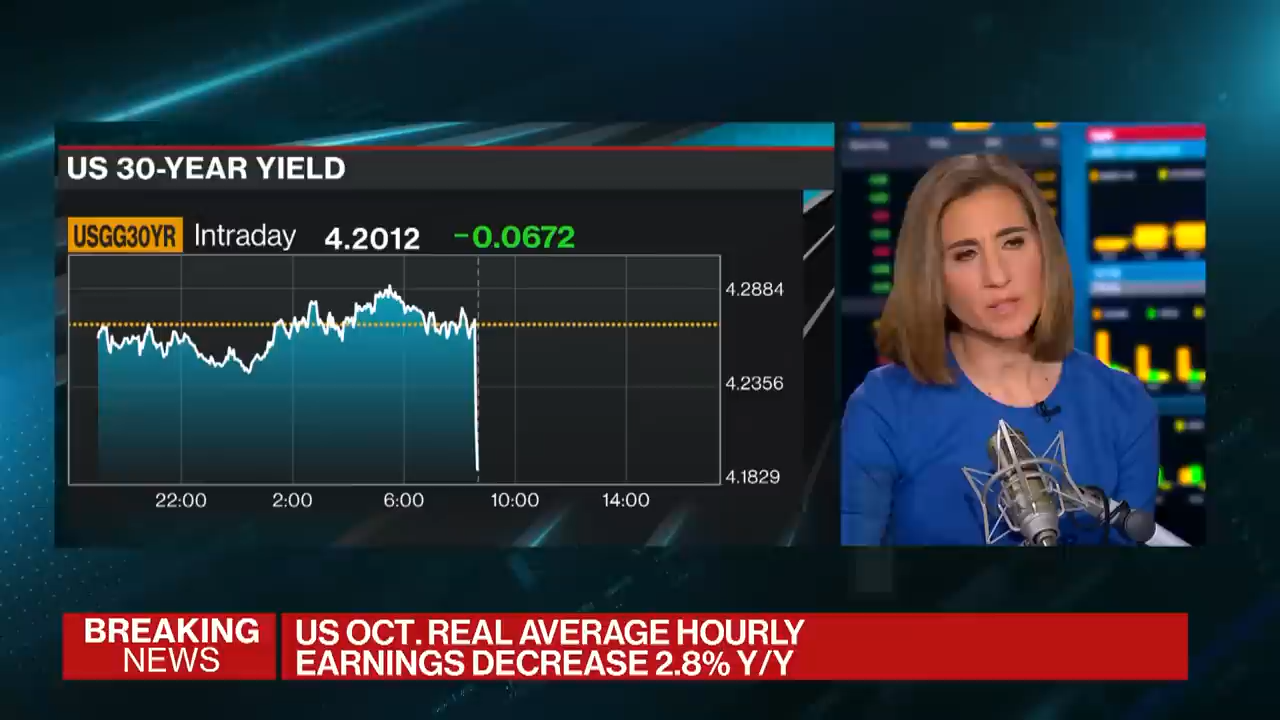 US 30-YEAR YIELD
USGG30YR Intraday 4.2012 -0.0672
4.2884
4.2356
4.1829
22:00 2:00 6:00 10:00 14:00
BREAKING
NEWS
US OCT. REAL AVERAGE HOURLY
EARNINGS DECREASE 2.8% Y/Y